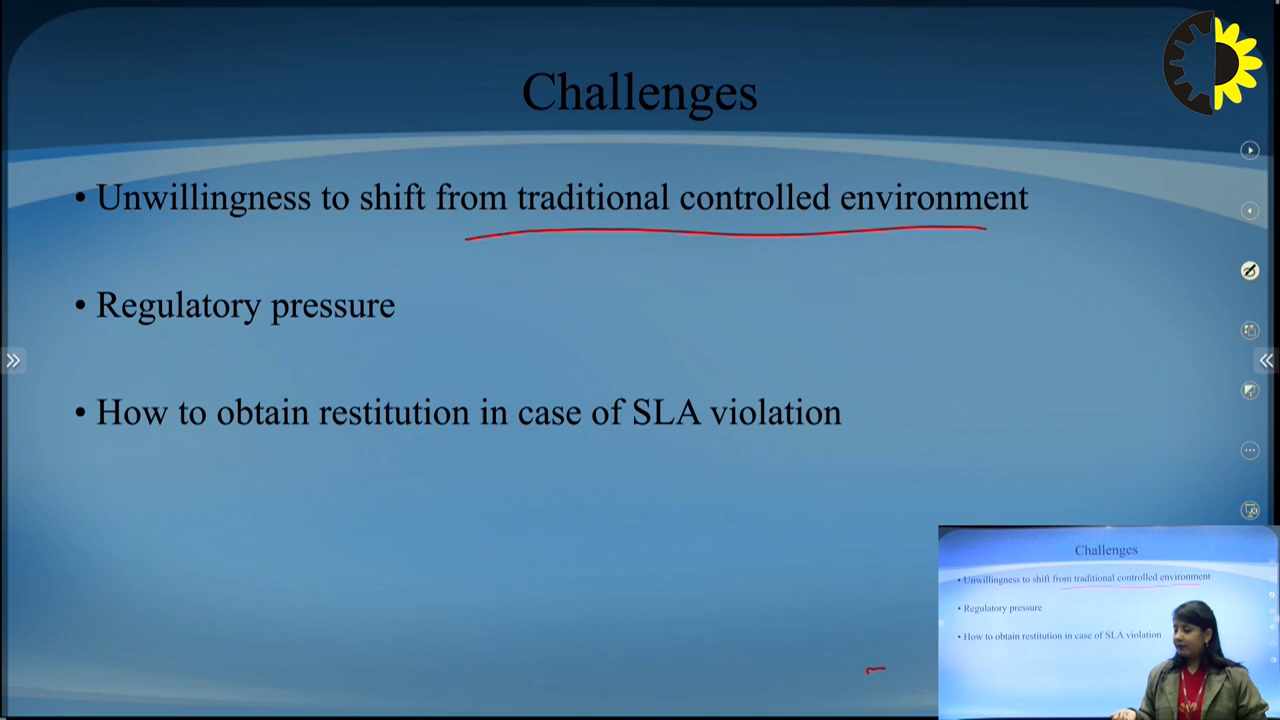 Challenges
• Unwillingness to shift from traditional controlled environment
• Regulatory pressure
• How to obtain restitution in case of SLA violation
Challenges
• Unwillingness to shift from traditional controlled environment
• Regulatory pressure
• How to obtain restitution in case of SLA violation